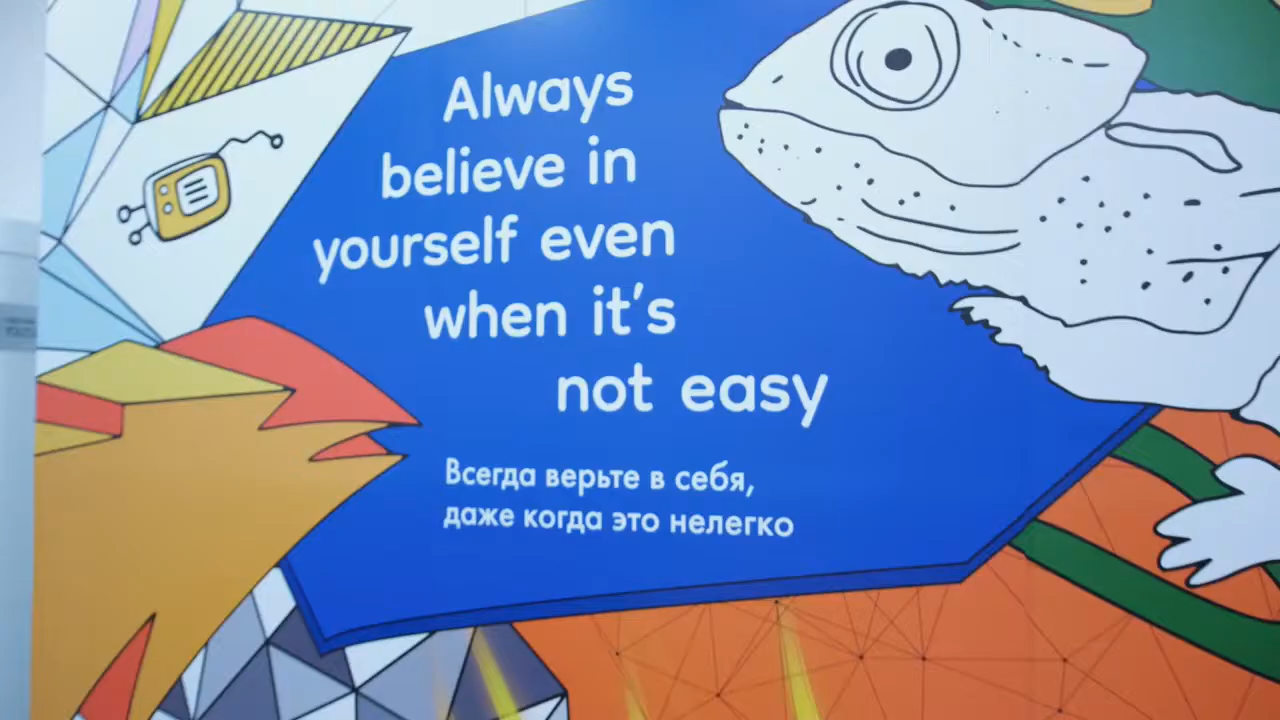 Always
believe in
yourself even
when it's
not easy
Всегда верьте в себя,
даже когда это нелегко